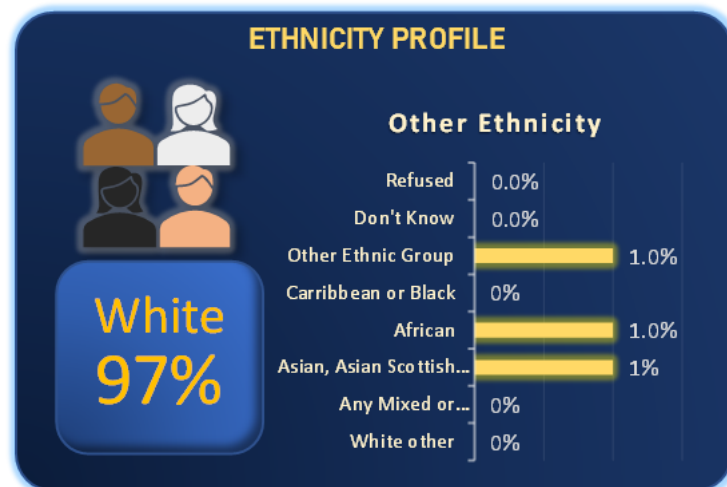 ETHNICITY PROFILE
Other Ethnicity
Refused 0.0%
Don't Know 0.0%
Other Ethnic Group 1.0%
Carribbean or Black 0%
African 1.0%
Asian, Asian Scottish... 1%
Any Mixed or... 0%
White other 0%
White
97%